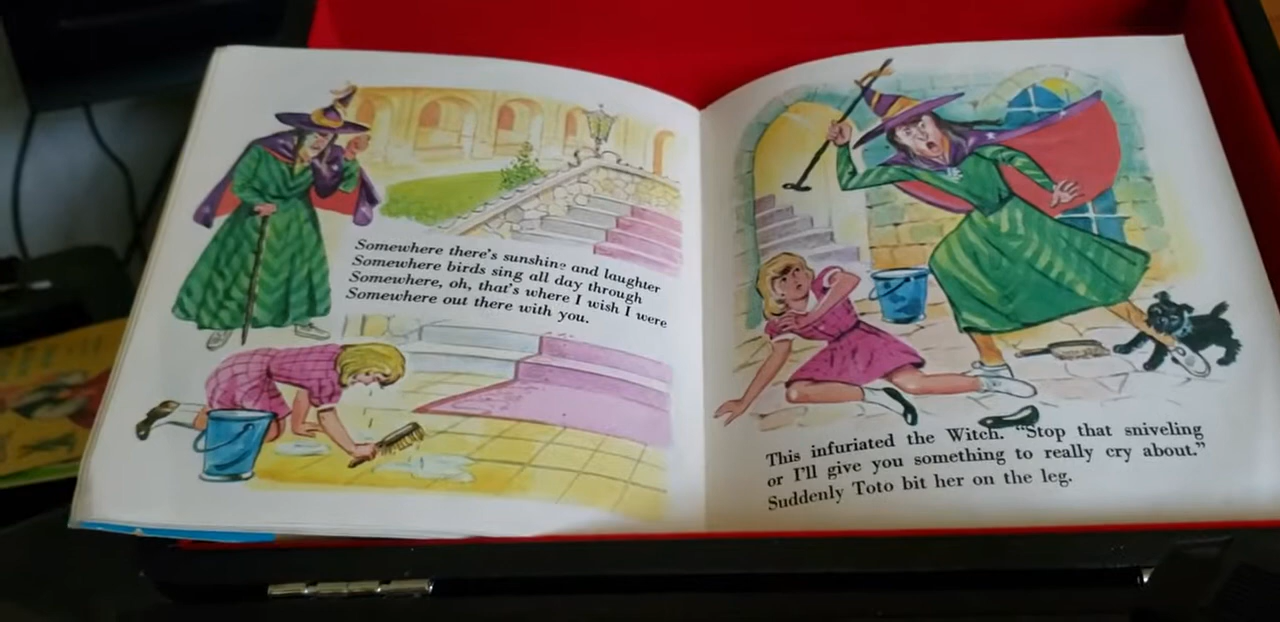 Somewhere there's sunshine and laughter
Somewhere birds sing all day through
Somewhere, oh, that's where I wish I were
Somewhere out there with you.
This infuriated the Witch. "Stop that sniveling
or I'll give you something to really cry about."
Suddenly Toto bit her on the leg.